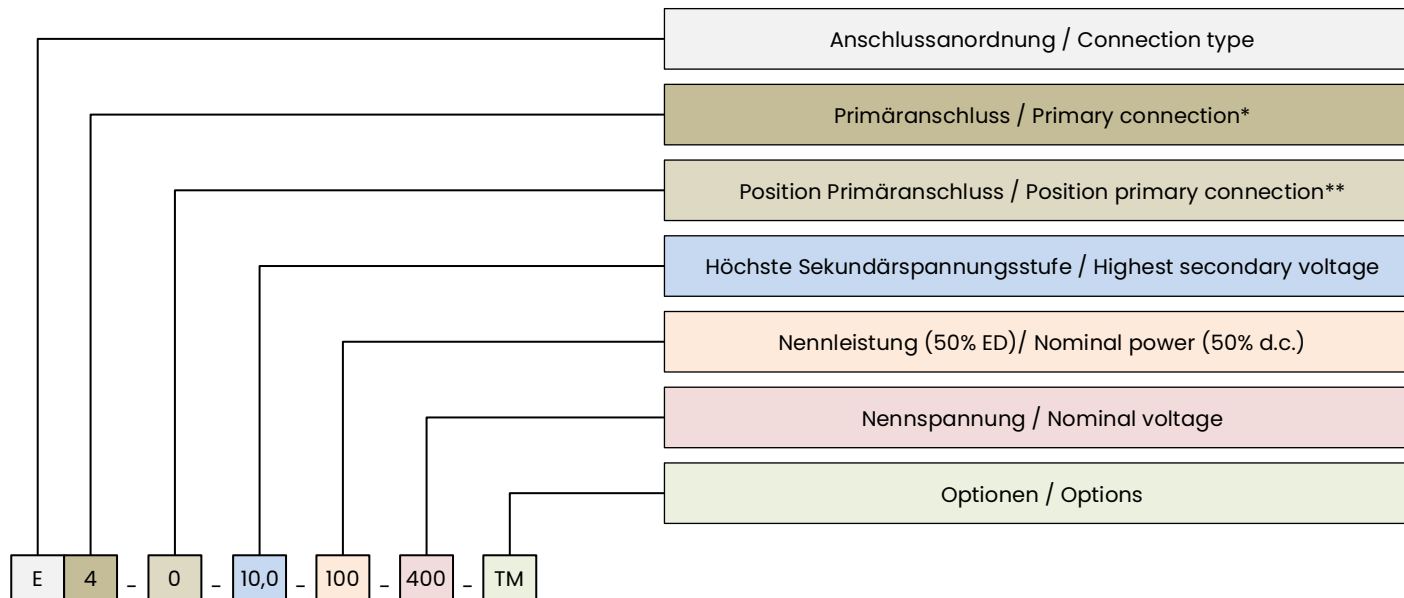 Anschlussanordnung / Connection type
Primäranschluss / Primary connection*
Position Primäranschluss / Position primary connection**
Höchste Sekundärspannungsstufe / Highest secondary voltage
Nennleistung (50% ED)/ Nominal power (50% d.c.)
Nennspannung / Nominal voltage
Optionen / Options
E 4 - 0 - 10,0 - 100 - 400 - TM